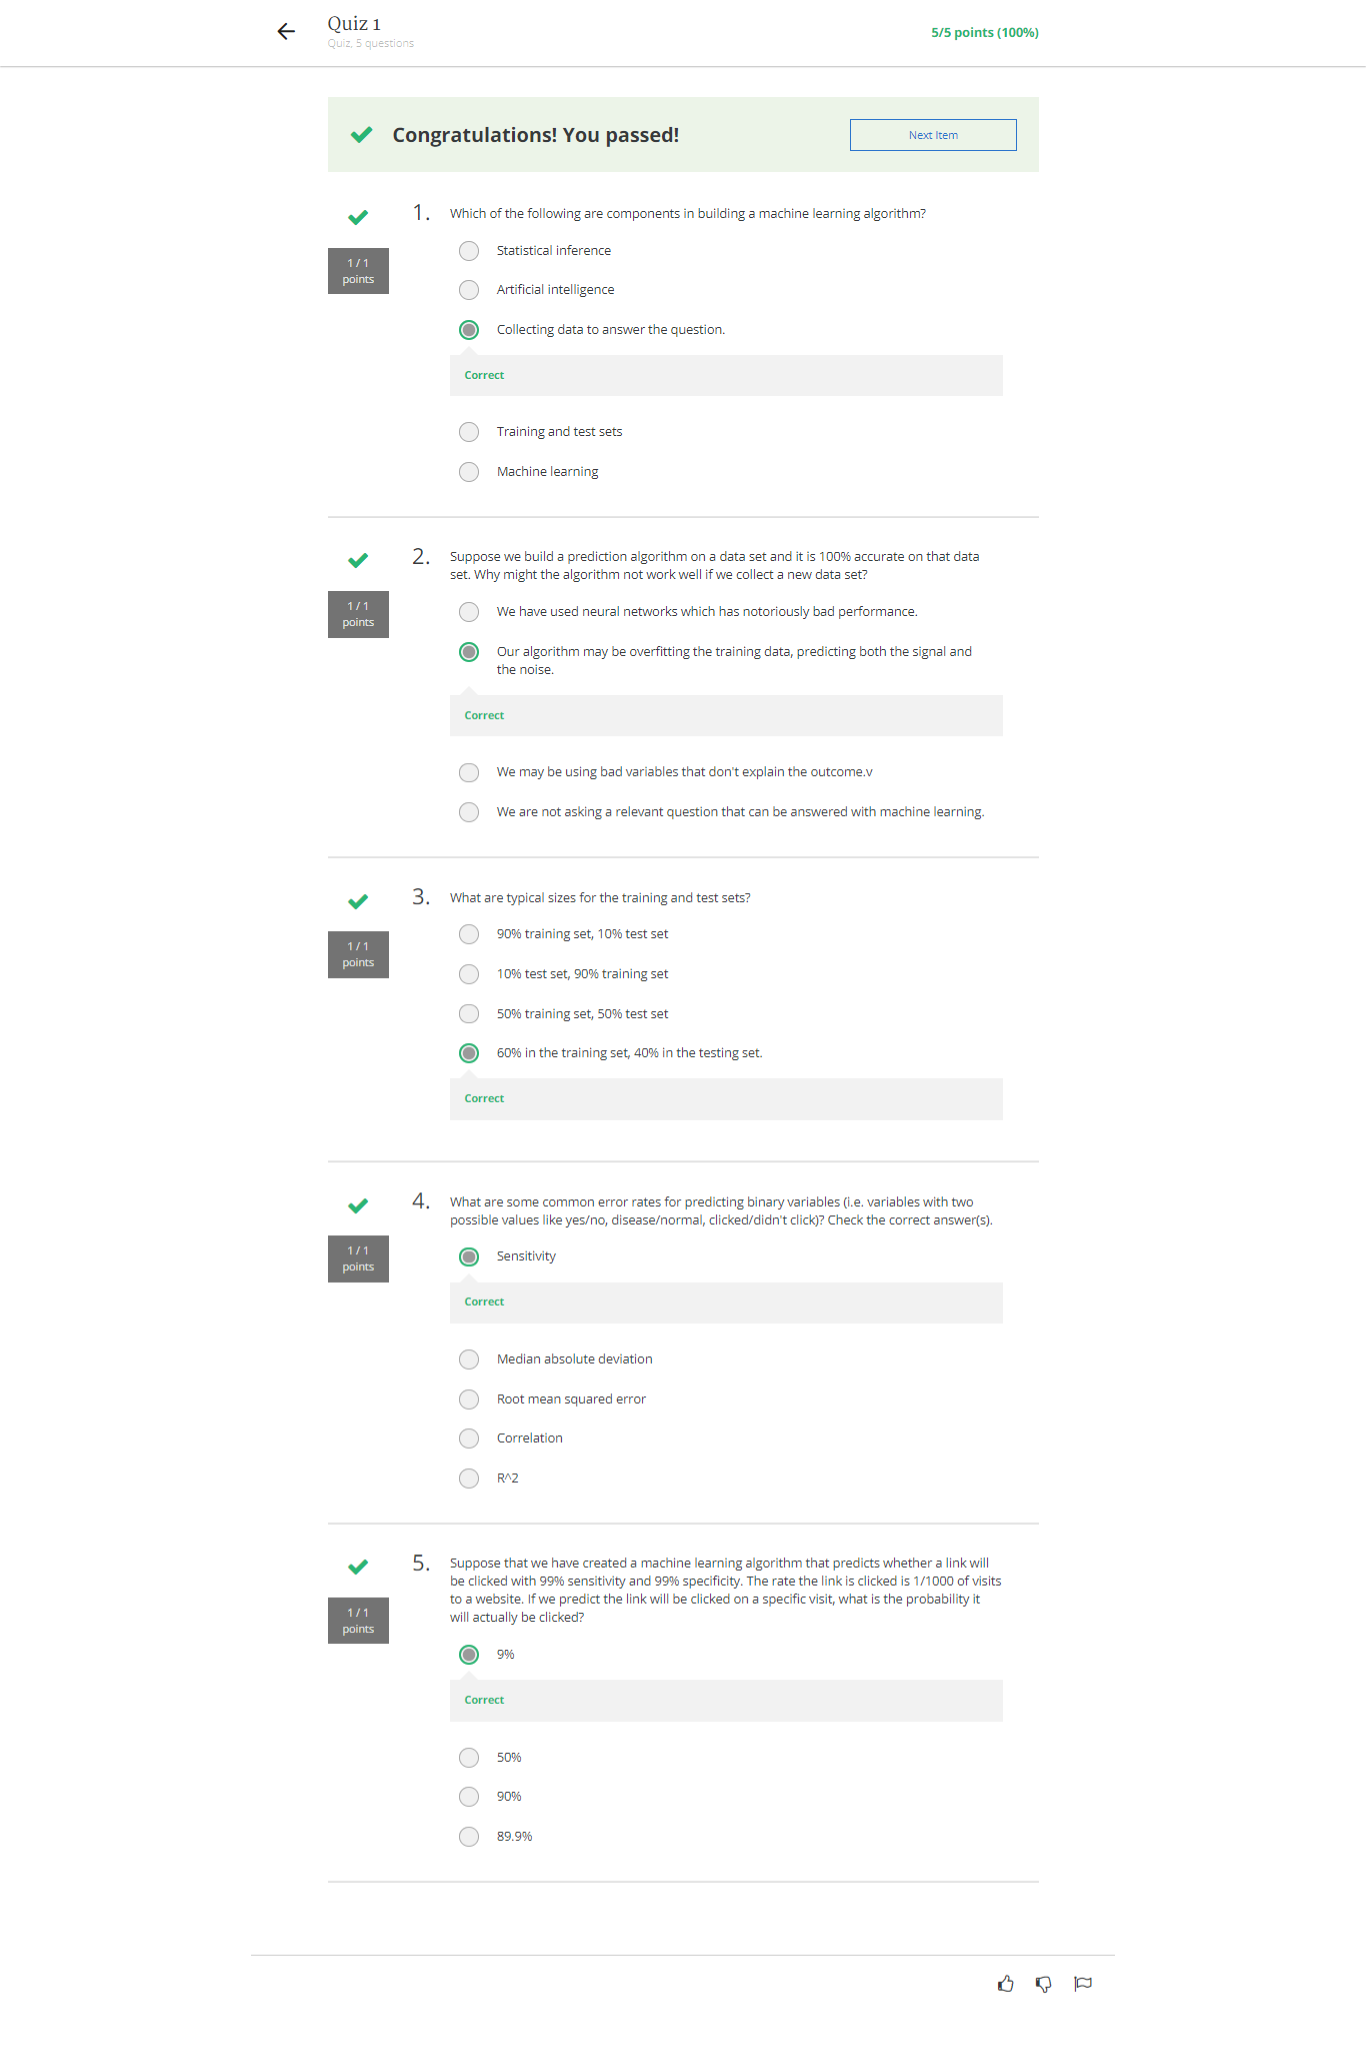 Quiz 1
Quiz, 5 questions
5/5 points (100%)
Congratulations! You passed!
Next Item
1 / 1
points
1. Which of the following are components in building a machine learning algorithm?
Statistical inference
Artificial intelligence
Collecting data to answer the question.
Correct
Training and test sets
Machine learning
1 / 1
points
2. Suppose we build a prediction algorithm on a data set and it is 100% accurate on that data
set. Why might the algorithm not work well if we collect a new data set?
We have used neural networks which has notoriously bad performance.
Our algorithm may be overfitting the training data, predicting both the signal and
the noise.
Correct
We may be using bad variables that don't explain the outcome.v
We are not asking a relevant question that can be answered with machine learning.
1 / 1
points
3. What are typical sizes for the training and test sets?
90% training set, 10% test set
10% test set, 90% training set
50% training set, 50% test set
60% in the training set, 40% in the testing set.
Correct
1 / 1
points
4. What are some common error rates for predicting binary variables (i.e. variables with two
possible values like yes/no, disease/normal, clicked/didn't click)? Check the correct answer(s).
Sensitivity
Correct
Median absolute deviation
Root mean squared error
Correlation
R^2
1 / 1
points
5. Suppose that we have created a machine learning algorithm that predicts whether a link will
be clicked with 99% sensitivity and 99% specificity. The rate the link is clicked is 1/1000 of visits
to a website. If we predict the link will be clicked on a specific visit, what is the probability it
will actually be clicked?
9%
Correct
50%
90%
89.9%